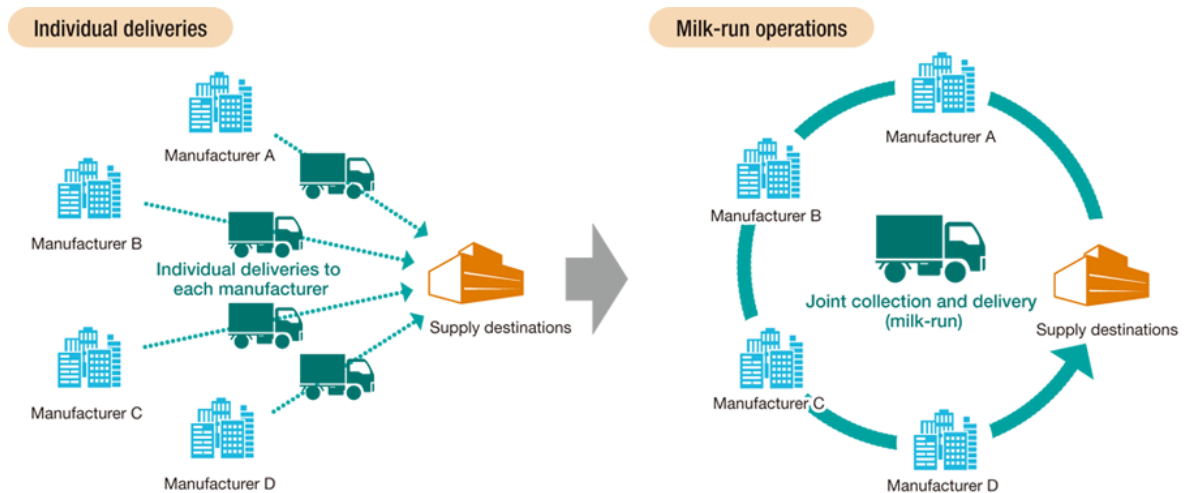 Individual deliveries
Manufacturer A
Manufacturer B
Individual deliveries to
each manufacturer
Supply destinations
Manufacturer C
Manufacturer D
Milk-run operations
Manufacturer A
Manufacturer B
Joint collection and delivery
(milk-run)
Supply destinations
Manufacturer C
Manufacturer D